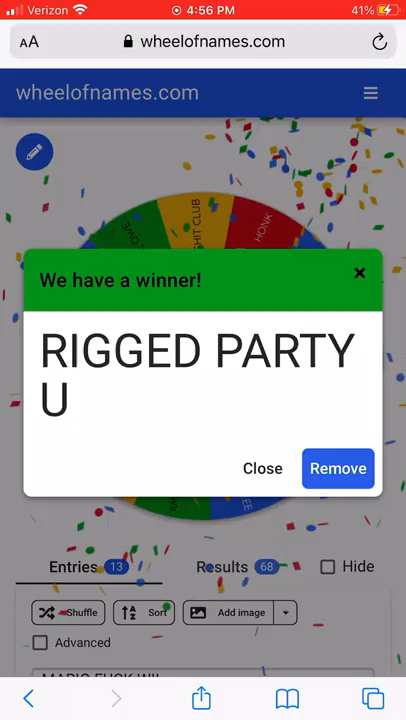 Verizon 4:56 PM 41%
AA wheelofnames.com
wheelofnames.com
HONK
We have a winner!
RIGGED PARTY
U
Close Remove
Entries 13 Results 68 Hide
Shuffle Sort Add image
Advanced